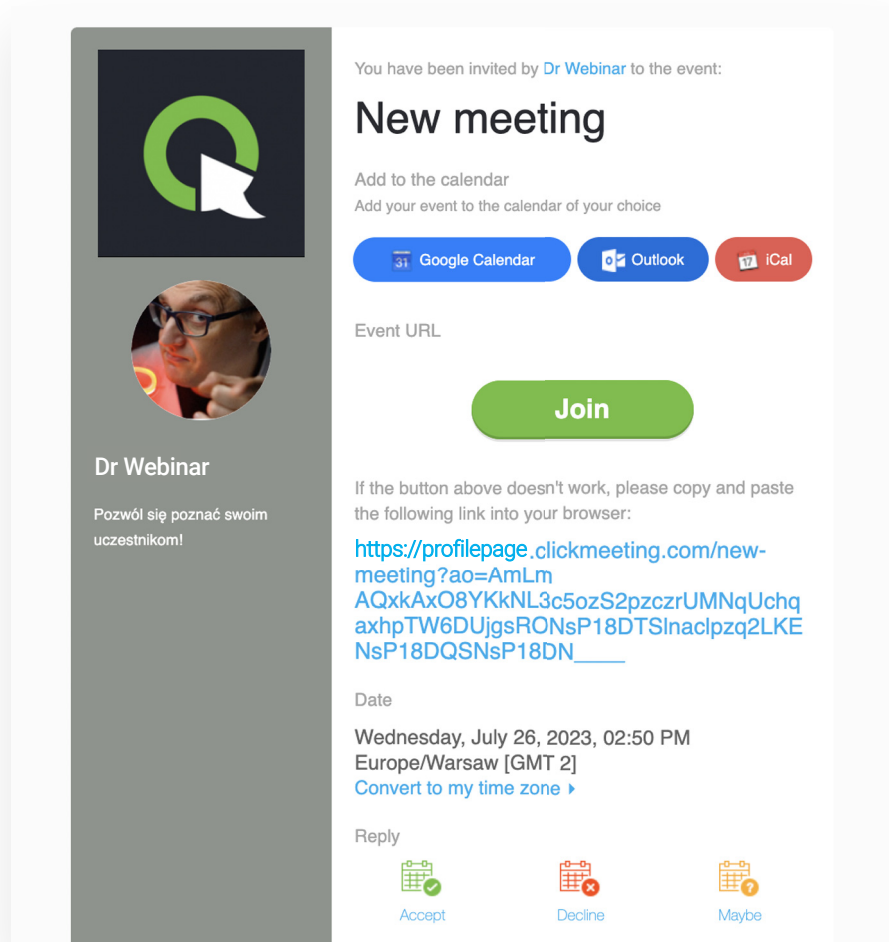 You have been invited by Dr Webinar to the event:
New meeting
Add to the calendar
Add your event to the calendar of your choice
31 Google Calendar
Outlook
17 iCal
Event URL
Join
Dr Webinar
Pozwól się poznać swoim
uczestnikom!
If the button above doesn't work, please copy and paste
the following link into your browser:
https://profilepage.clickmeeting.com/new-
meeting?ao=AmLm
AQxkAxO8YKkNL3c5ozS2pzczrUMNqUchq
axhpTW6DUjgsRONsP18DTSlnaclpzq2LKE
NsP18DQSNsP18DN____
Date
Wednesday, July 26, 2023, 02:50 PM
Europe/Warsaw [GMT 2]
Convert to my time zone
Reply
Accept
Decline
Maybe